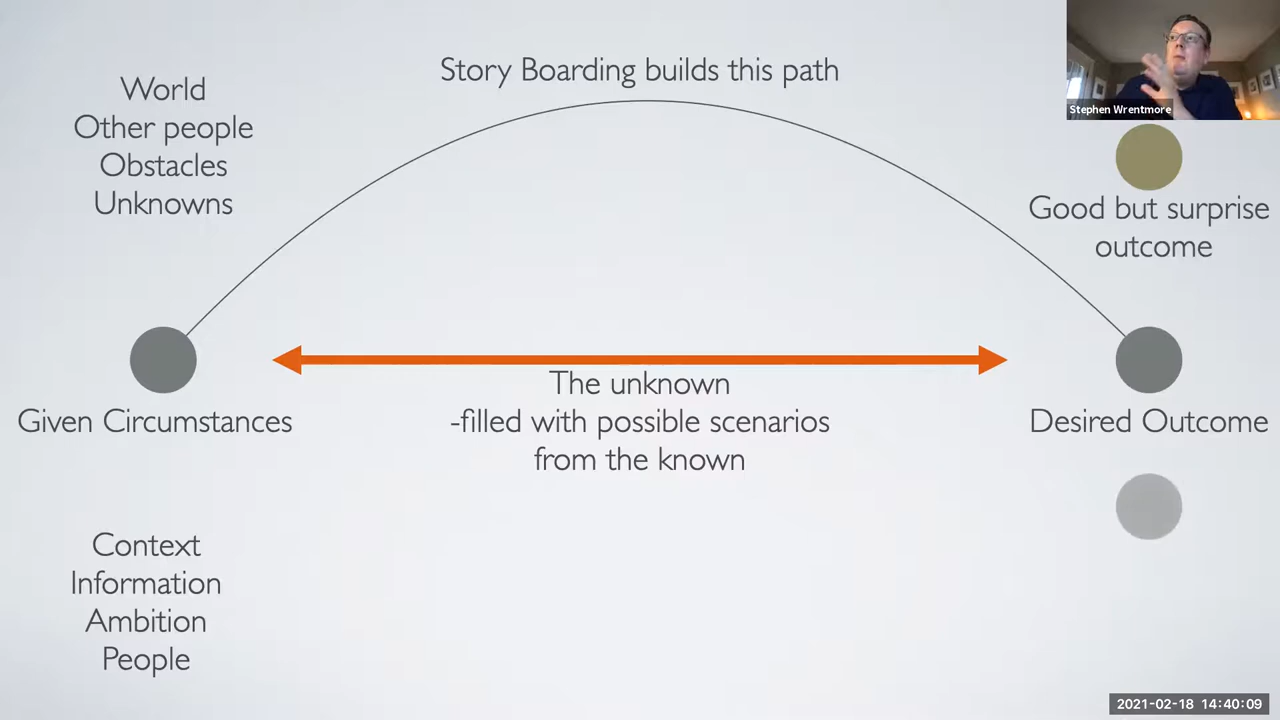 Story Boarding builds this path
World
Other people
Obstacles
Unknowns
Stephen Wrentmore
Good but surprise
outcome
The unknown
-filled with possible scenarios
from the known
Given Circumstances
Desired Outcome
Context
Information
Ambition
People
2021-02-18 14:40:09